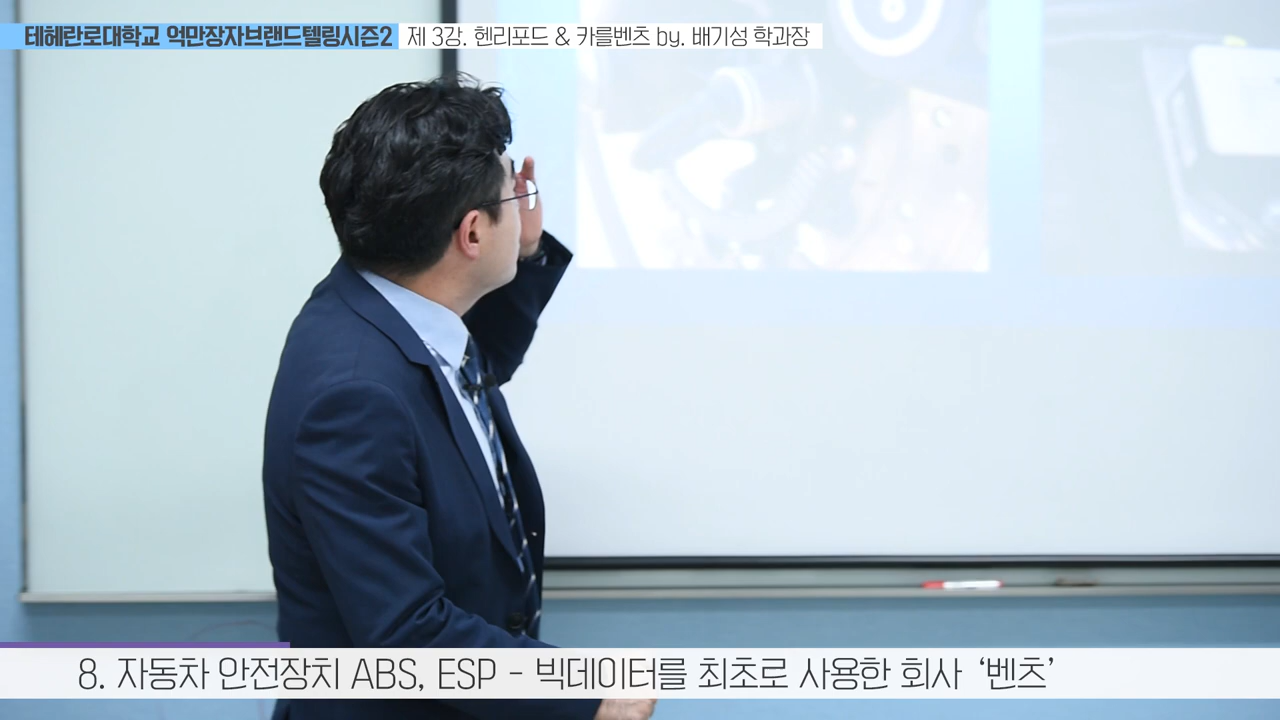 테헤란로대학교 억만장자브랜드텔링시즌2 제 3강. 헨리포드 & 카를벤츠 by. 배기성 학과장
8. 자동차 안전장치 ABS, ESP - 빅데이터를 최초로 사용한 회사 ‘벤츠’